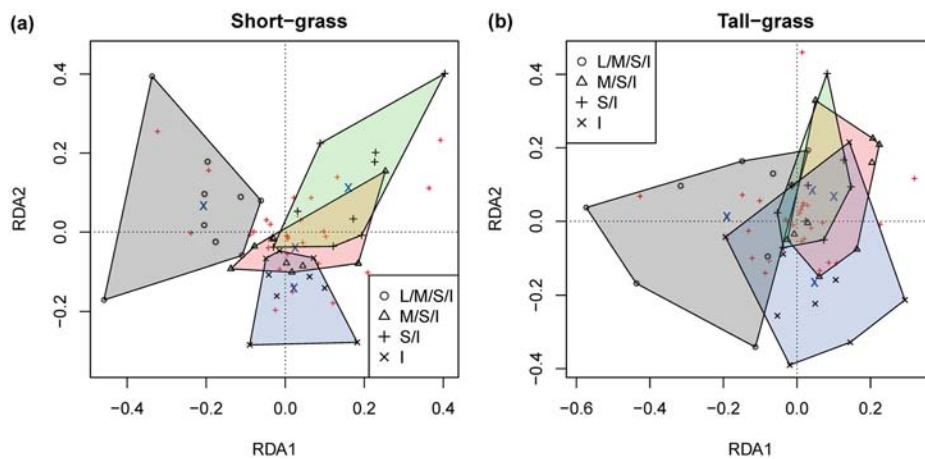 (a) Short-grass
RDA2
0.4
0.2
0.0
−0.2
−0.4 −0.2 0.0 0.2 0.4
RDA1
L/M/S/I
M/S/I
S/I
I
(b) Tall-grass
RDA2
0.4
0.2
0.0
−0.2
−0.4
−0.6 −0.4 −0.2 0.0 0.2
RDA1
L/M/S/I
M/S/I
S/I
I